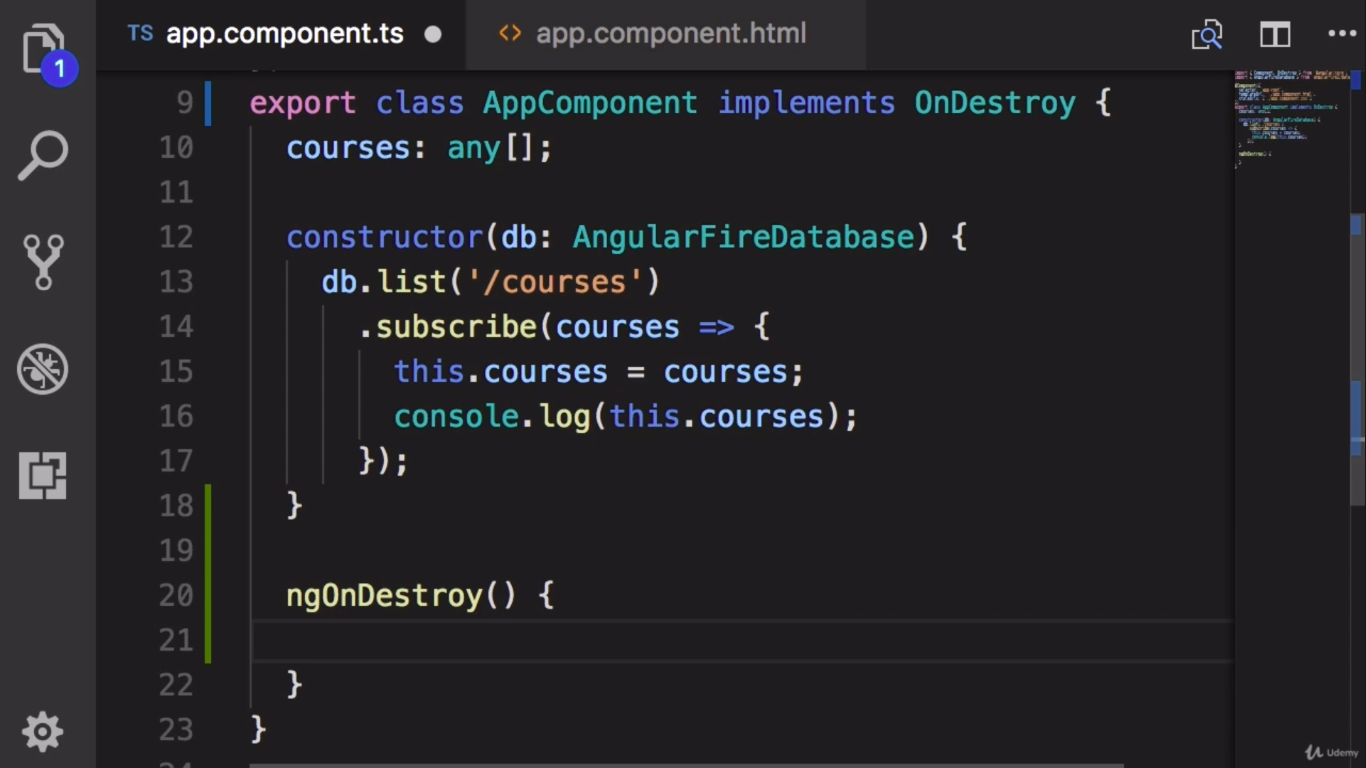 TS app.component.ts
<> app.component.html
1
9 export class AppComponent implements OnDestroy {
10 courses: any[];
11
12 constructor(db: AngularFireDatabase) {
13 db.list('/courses')
14 .subscribe(courses => {
15 this.courses = courses;
16 console.log(this.courses);
17 });
18 }
19
20 ngOnDestroy() {
21
22 }
23 }
Udemy